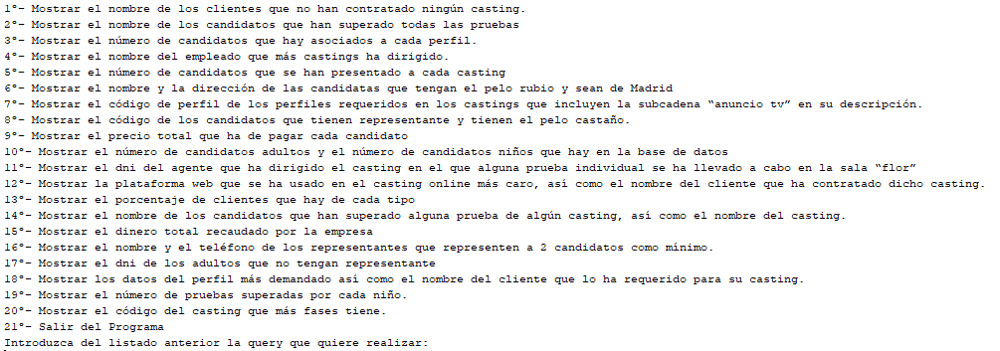 1º- Mostrar el nombre de los clientes que no han contratado ningún casting.
2º- Mostrar el nombre de los candidatos que han superado todas las pruebas
3º- Mostrar el número de candidatos que hay asociados a cada perfil.
4º- Mostrar el nombre del empleado que más castings ha dirigido.
5º- Mostrar el número de candidatos que se han presentado a cada casting
6º- Mostrar el nombre y la dirección de las candidatas que tengan el pelo rubio y sean de Madrid
7º- Mostrar el código de perfil de los perfiles requeridos en los castings que incluyen la subcadena “anuncio tv” en su descripción.
8º- Mostrar el código de los candidatos que tienen representante y tienen el pelo castaño.
9º- Mostrar el precio total que ha de pagar cada candidato
10º- Mostrar el número de candidatos adultos y el número de candidatos niños que hay en la base de datos
11º- Mostrar el dni del agente que ha dirigido el casting en el que alguna prueba individual se ha llevado a cabo en la sala “flor”
12º- Mostrar la plataforma web que se ha usado en el casting online más caro, así como el nombre del cliente que ha contratado dicho casting.
13º- Mostrar el porcentaje de clientes que hay de cada tipo
14º- Mostrar el nombre de los candidatos que han superado alguna prueba de algún casting, así como el nombre del casting.
15º- Mostrar el dinero total recaudado por la empresa
16º- Mostrar el nombre y el teléfono de los representantes que representen a 2 candidatos como mínimo.
17º- Mostrar el dni de los adultos que no tengan representante
18º- Mostrar los datos del perfil más demandado así como el nombre del cliente que lo ha requerido para su casting.
19º- Mostrar el número de pruebas superadas por cada niño.
20º- Mostrar el código del casting que más fases tiene.
21º- Salir del Programa
Introduzca del listado anterior la query que quiere realizar: